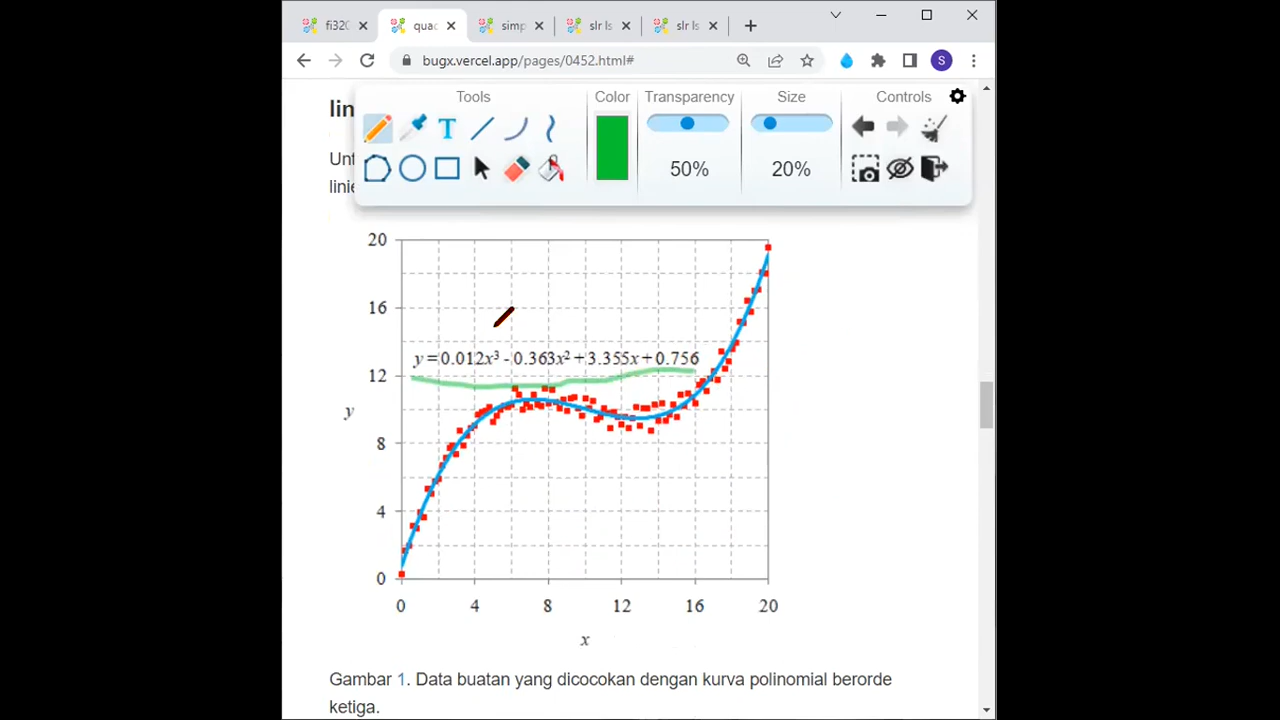 fi320
quad
simp
slr ls
slr ls
bugx.vercel.app/pages/0452.html#
S
Tools
Color
Transparency
Size
Controls
T
50%
20%
lin
Unt
linie
20
16
12
8
4
0
y
y = 0.012x³ - 0.363x² + 3.355x + 0.756
0 4 8 12 16 20
x
Gambar 1. Data buatan yang dicocokan dengan kurva polinomial berorde
ketiga.